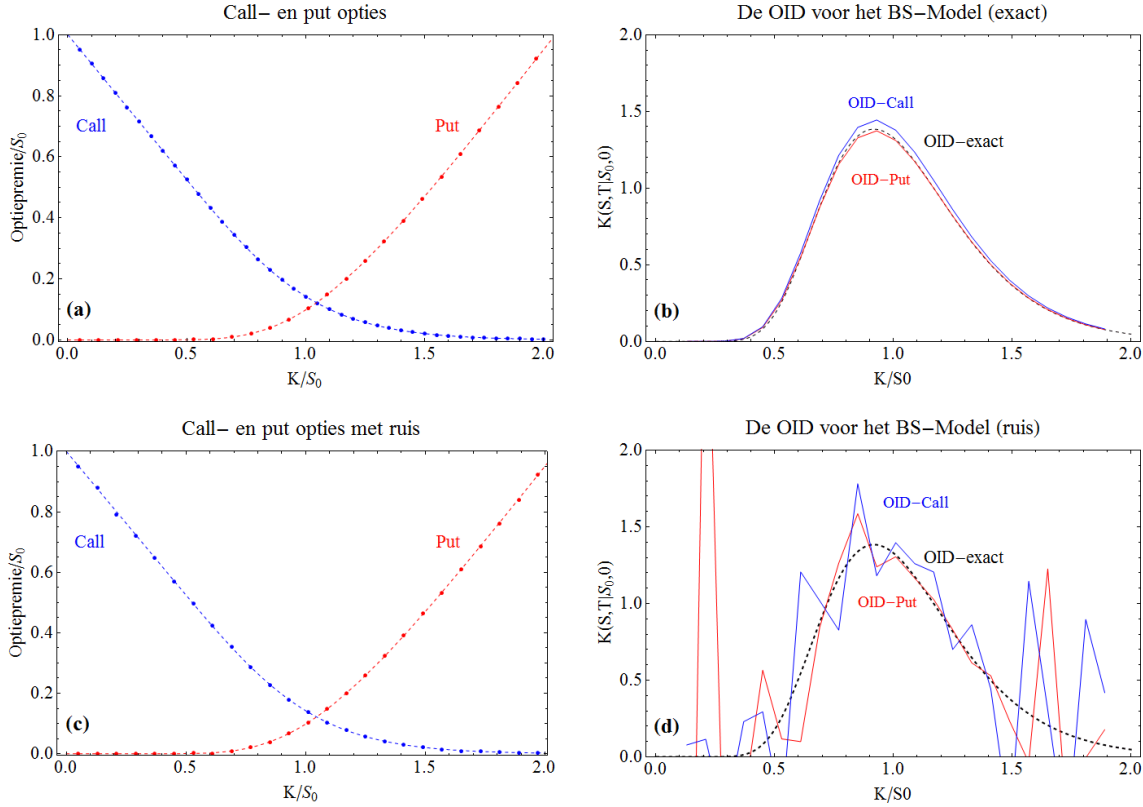 Call– en put opties
Optiepremie/S0
1.0
0.8
0.6
0.4
0.2
0.0
Call
Put
(a)
0.0 0.5 1.0 1.5 2.0
K/S0
De OID voor het BS–Model (exact)
K(S,T|S0,0)
2.0
1.5
1.0
0.5
0.0
OID–Call
OID–exact
OID–Put
(b)
0.0 0.5 1.0 1.5 2.0
K/S0
Call– en put opties met ruis
Optiepremie/S0
1.0
0.8
0.6
0.4
0.2
0.0
Call
Put
(c)
0.0 0.5 1.0 1.5 2.0
K/S0
De OID voor het BS–Model (ruis)
K(S,T|S0,0)
2.0
1.5
1.0
0.5
0.0
OID–Call
OID–exact
OID–Put
(d)
0.0 0.5 1.0 1.5 2.0
K/S0